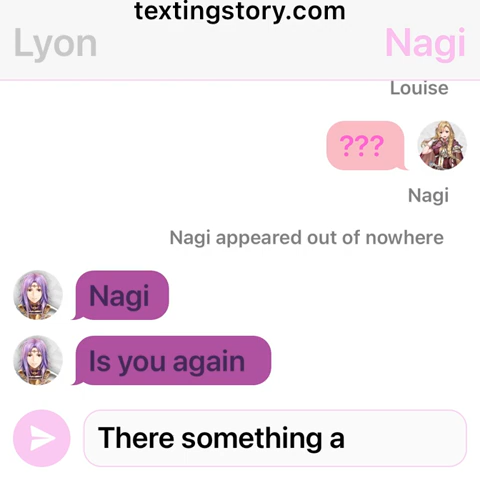 textingstory.com
Lyon
Nagi
Louise
???
Nagi
Nagi appeared out of nowhere
Nagi
Is you again
There something a